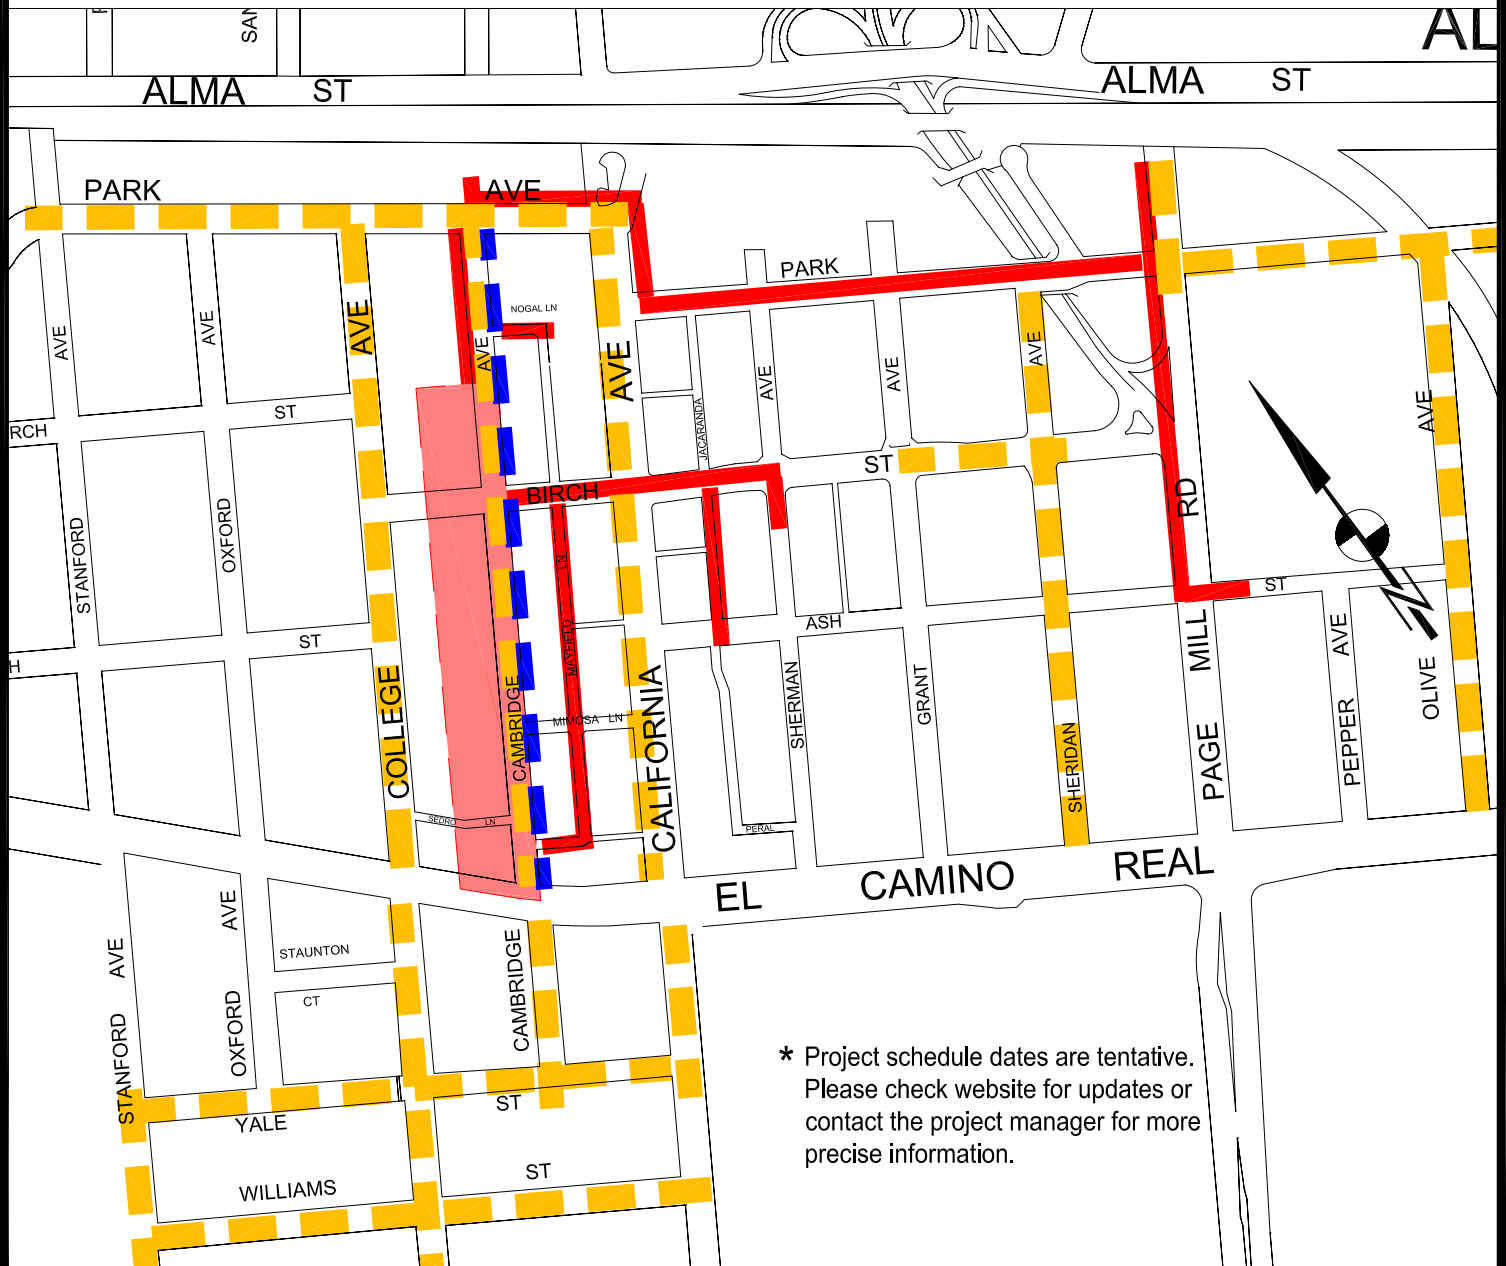 SAN
AL
ALMA ST
ALMA ST
PARK AVE
PARK
NOGAL LN
AVE
AVE
AVE
AVE
AVE
AVE
AVE
AVE
AVE
JACARANDA
ST
RCH
ST
BIRCH
RD
STANFORD
OXFORD
LN
ST
ASH
ST
H
MAYFIELD
COLLEGE
CAMBRIDGE
CALIFORNIA
SHERMAN
GRANT
SHERIDAN
MILL
PAGE
AVE
PEPPER
OLIVE
MIMOSA LN
SEDRO LN
PERAL
EL CAMINO REAL
AVE
STANFORD
AVE
OXFORD
STAUNTON
CT
CAMBRIDGE
* Project schedule dates are tentative.
Please check website for updates or
contact the project manager for more
precise information.
ST
YALE
ST
WILLIAMS